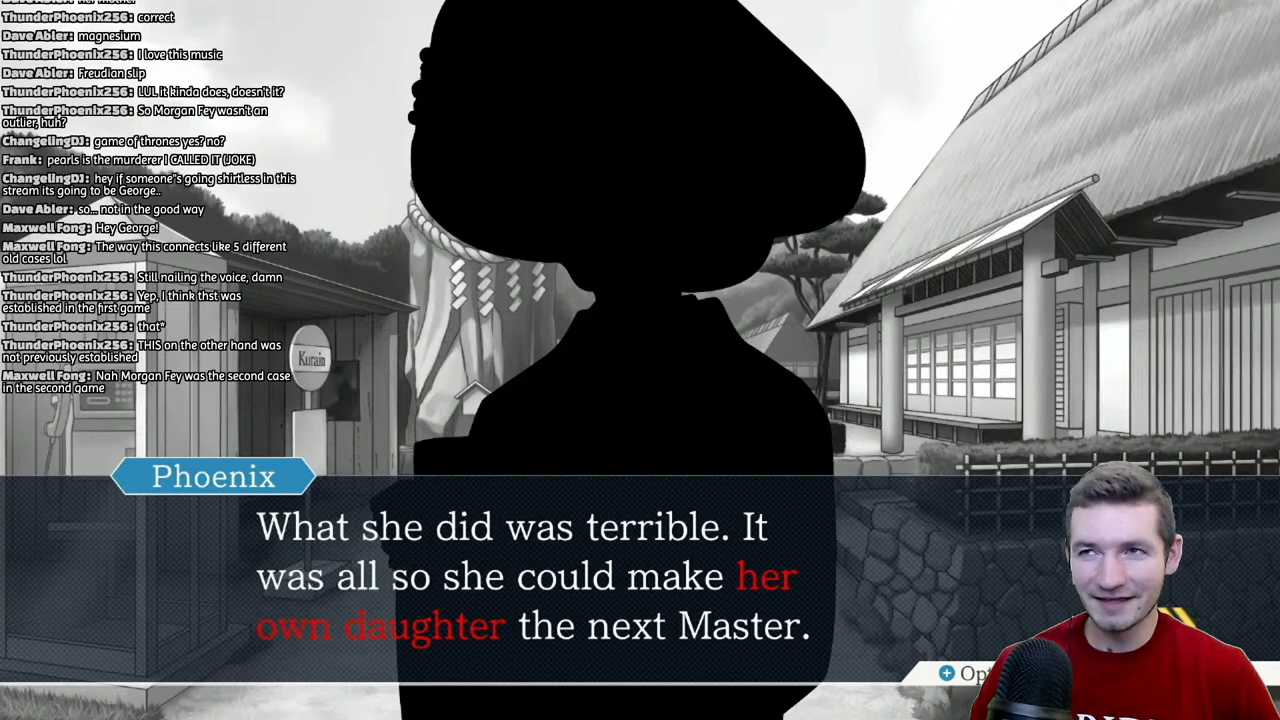 ThunderPhoenix256: correct
Dave Abler: magnesium
ThunderPhoenix256: I love this music
Dave Abler: Freudian slip
ThunderPhoenix256: LUL it kinda does, doesn't it?
ThunderPhoenix256: So Morgan Fey wasn't an
outlier, huh?
ChangelingDJ: game of thrones yes? no?
Frank: pearls is the murderer I CALLED IT (JOKE)
ChangelingDJ: hey if someone's going shirtless in this
stream its going to be George..
Dave Abler: so... not in the good way
Maxwell Fong: Hey George!
Maxwell Fong: The way this connects like 5 different
old cases lol
ThunderPhoenix256: Still nailing the voice, damn
ThunderPhoenix256: Yep, I think thst was
established in the first game
ThunderPhoenix256: that*
ThunderPhoenix256: THIS on the other hand was
not previously established
Maxwell Fong: Nah Morgan Fey was the second case
in the second game
Kurain
Phoenix
What she did was terrible. It
was all so she could make her
own daughter the next Master.